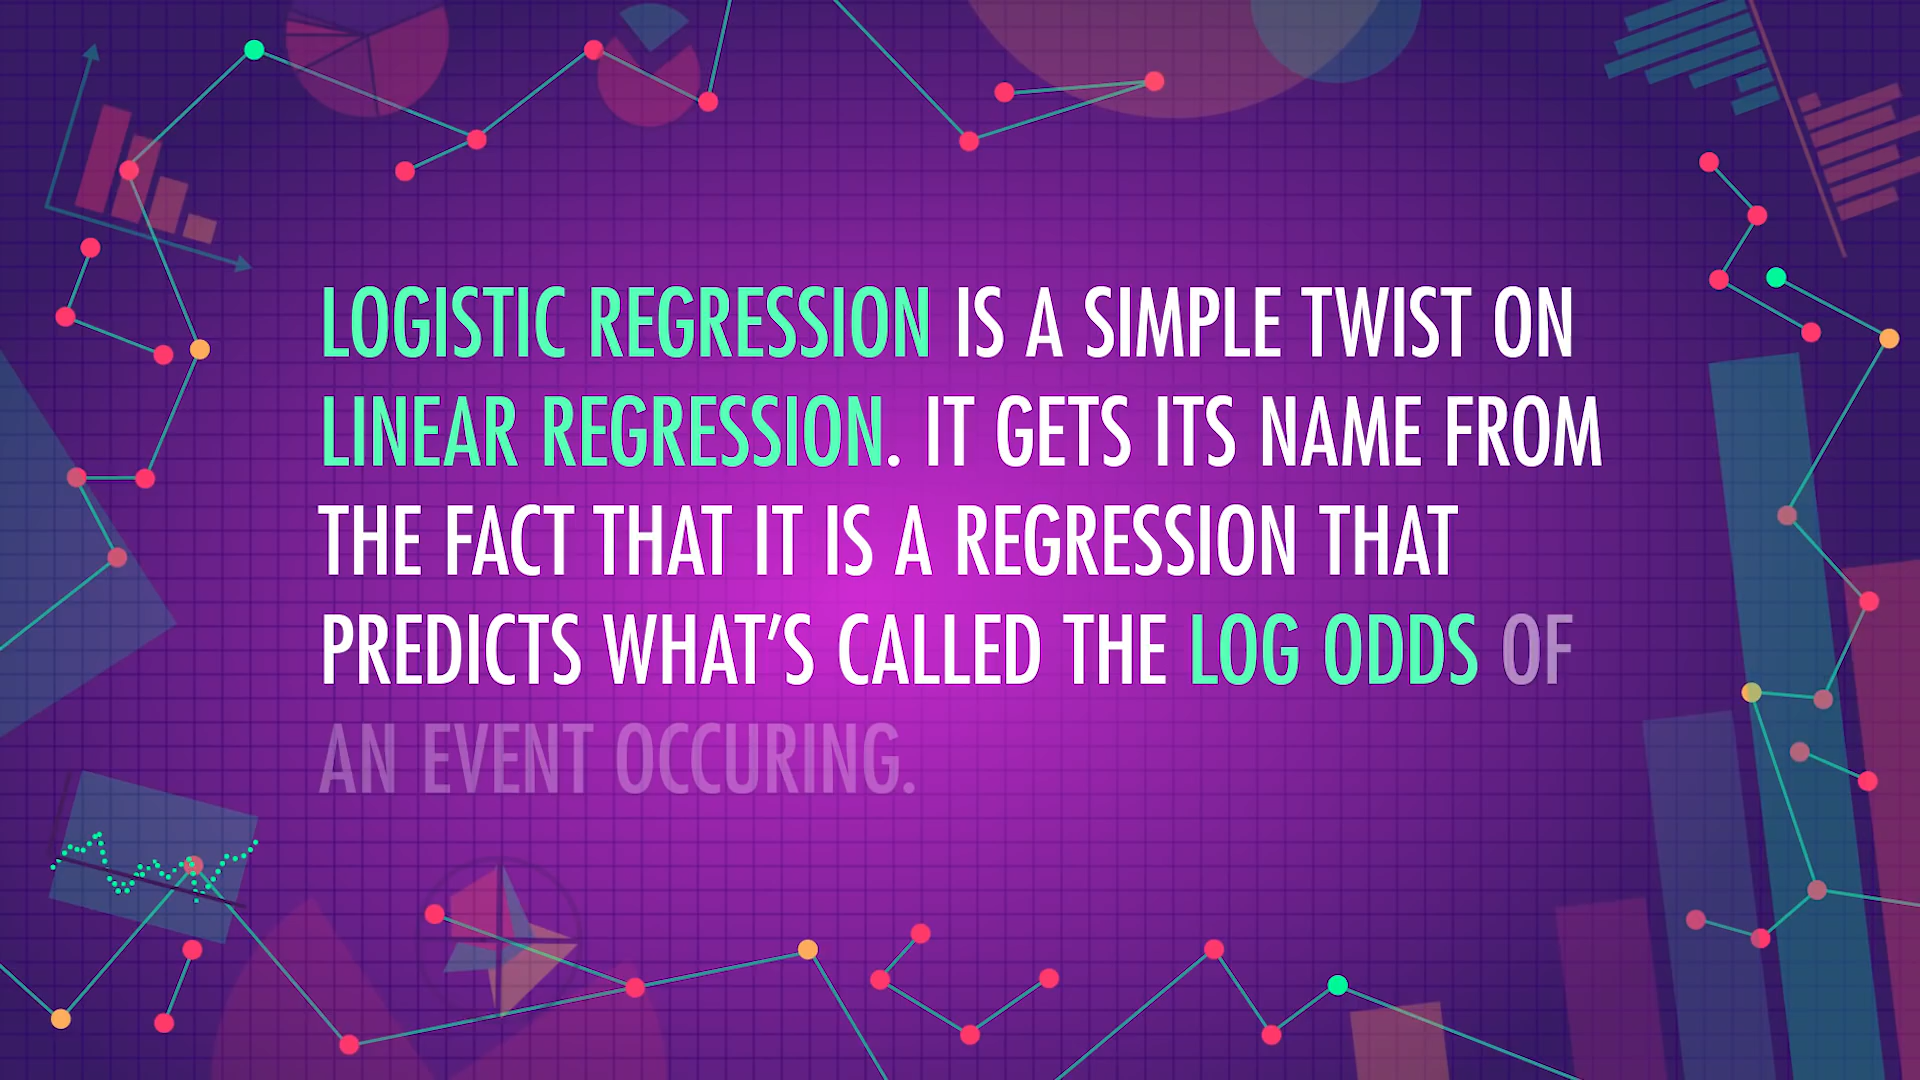 LOGISTIC REGRESSION IS A SIMPLE TWIST ON
LINEAR REGRESSION. IT GETS ITS NAME FROM
THE FACT THAT IT IS A REGRESSION THAT
PREDICTS WHAT'S CALLED THE LOG ODDS OF
AN EVENT OCCURING.